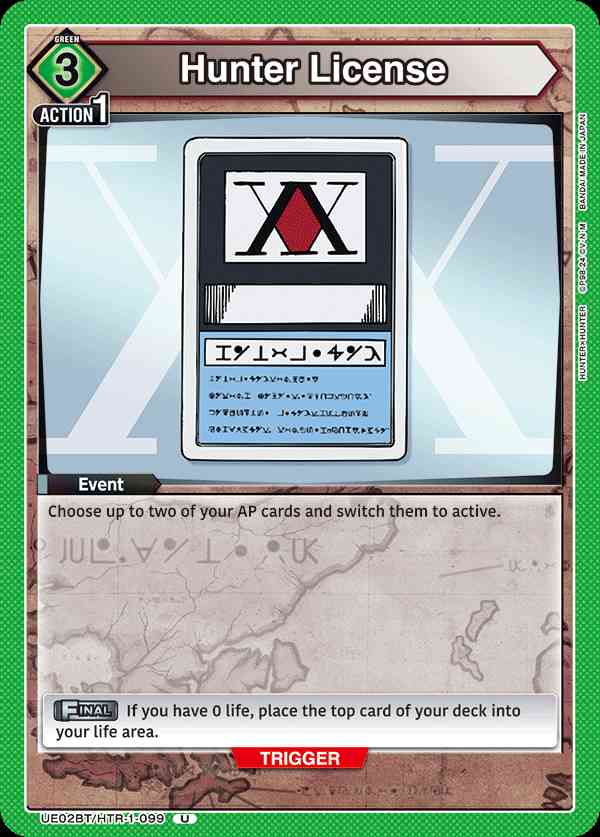 GREEN
3
Hunter License
ACTION 1
BANDAI MADE IN JAPAN
©P98-24 ©V, N, M
HUNTER×HUNTER
Event
Choose up to two of your AP cards and switch them to active.
FINAL If you have 0 life, place the top card of your deck into
your life area.
TRIGGER
UE02BT/HTR-1-099 U